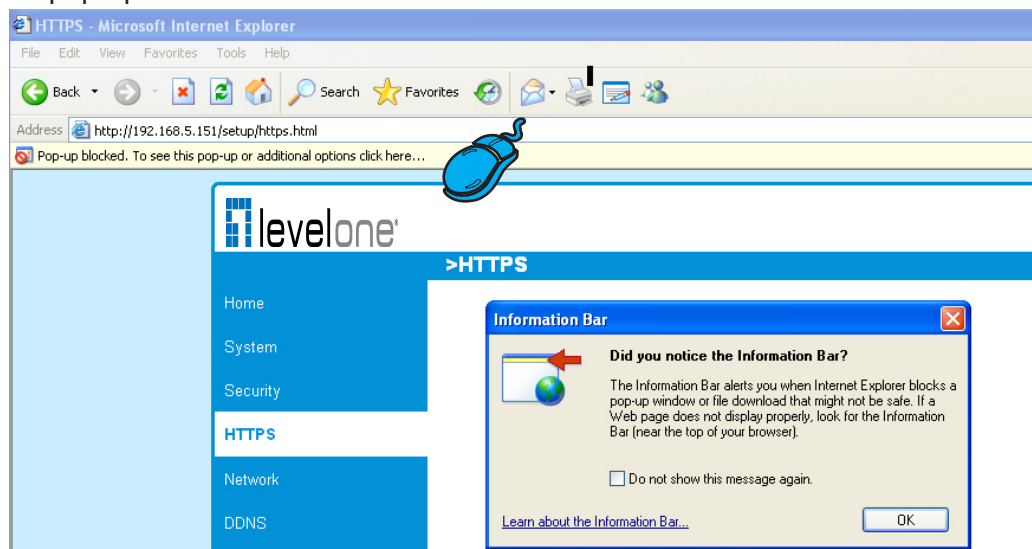 HTTPS - Microsoft Internet Explorer
File Edit View Favorites Tools Help
Back Search Favorites
Address http://192.168.5.151/setup/https.html
Pop-up blocked. To see this pop-up or additional options click here...
levelone
>HTTPS
Home
System
Security
HTTPS
Network
DDNS
Information Bar
Did you notice the Information Bar?
The Information Bar alerts you when Internet Explorer blocks a
pop-up window or file download that might not be safe. If a
Web page does not display properly, look for the Information
Bar (near the top of your browser).
Do not show this message again.
Learn about the Information Bar...
OK